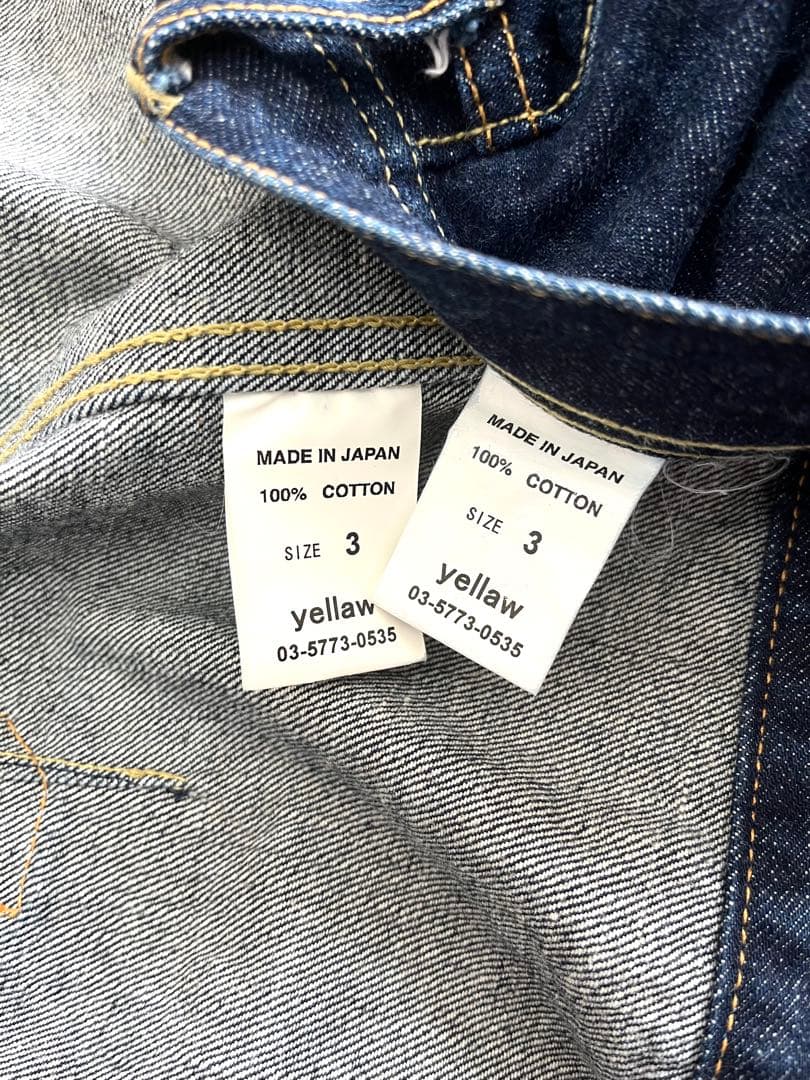 MADE IN JAPAN
100% COTTON
SIZE 3
yellaw
03-5773-0535
MADE IN JAPAN
100% COTTON
SIZE 3
yellaw
03-5773-0535